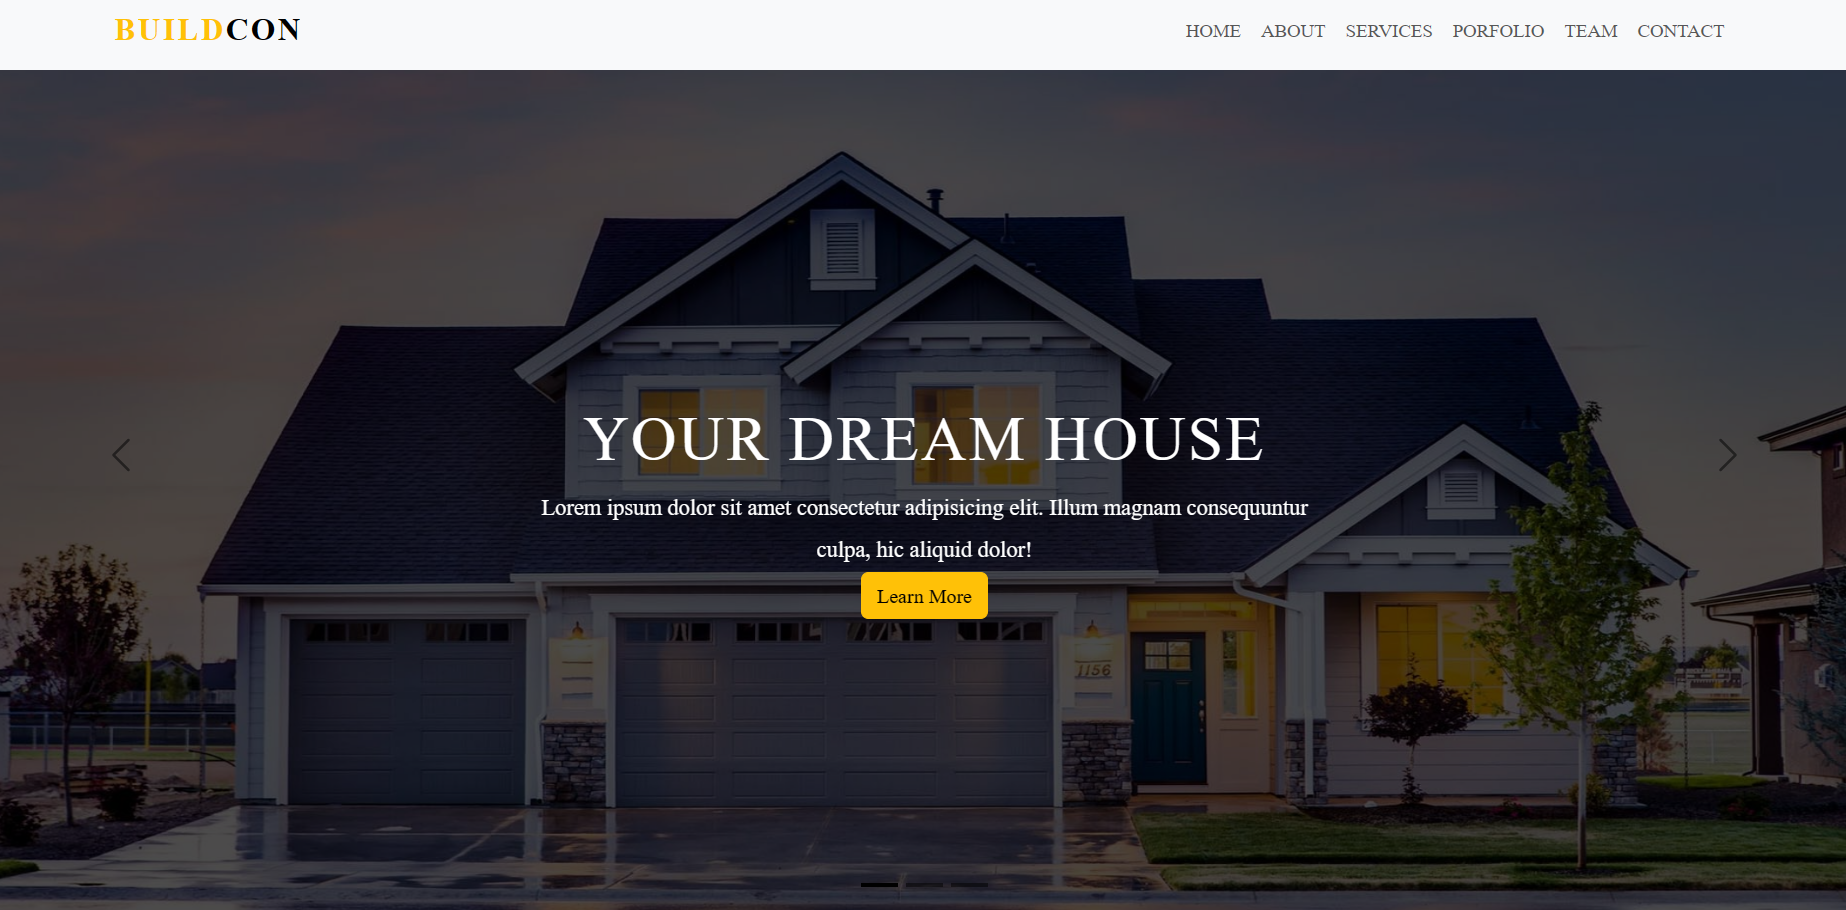 BUILDCON
HOME ABOUT SERVICES PORFOLIO TEAM CONTACT
YOUR DREAM HOUSE
Lorem ipsum dolor sit amet consectetur adipisicing elit. Illum magnam consequuntur
culpa, hic aliquid dolor!
Learn More
1156